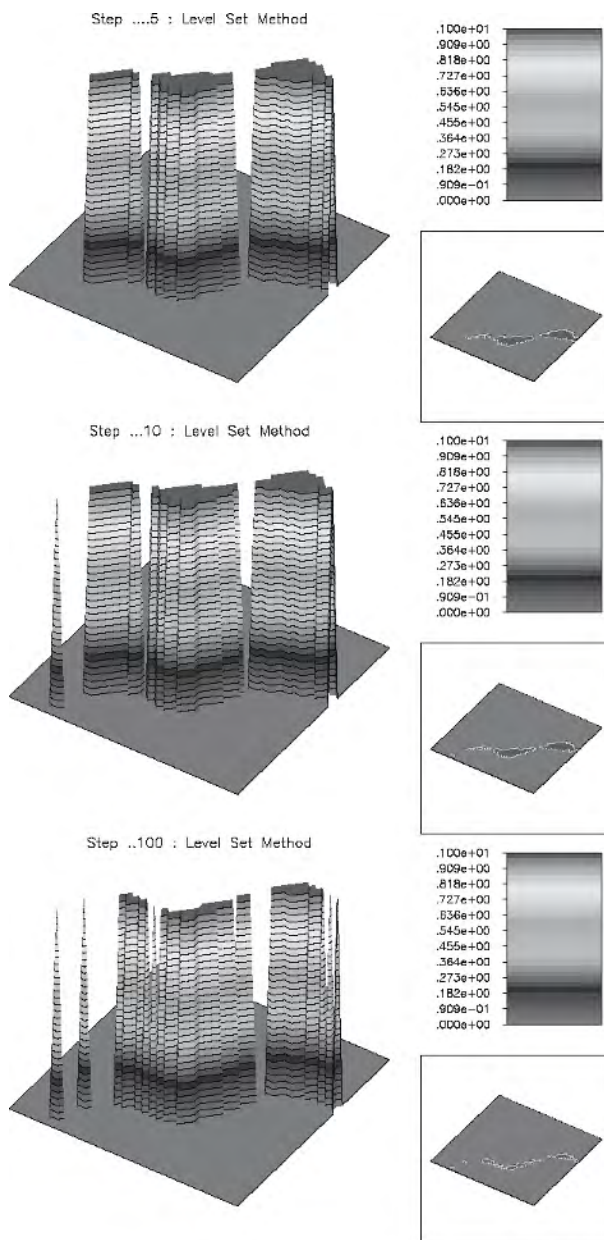 Step ....5 : Level Set Method
.100e+01
.909e+00
.818e+00
.727e+00
.636e+00
.545e+00
.455e+00
.364e+00
.273e+00
.182e+00
.909e-01
.000e+00
Step ...10 : Level Set Method
.100e+01
.909e+00
.818e+00
.727e+00
.636e+00
.545e+00
.455e+00
.364e+00
.273e+00
.182e+00
.909e-01
.000e+00
Step ..100 : Level Set Method
.100e+01
.909e+00
.818e+00
.727e+00
.636e+00
.545e+00
.455e+00
.364e+00
.273e+00
.182e+00
.909e-01
.000e+00